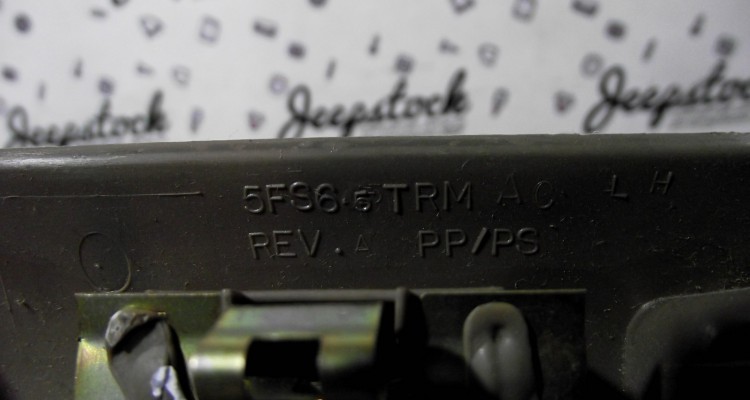 Jeepstock Jeepstock Jeepstock
5FS6 TRM AC LH
REV. A PP/PS